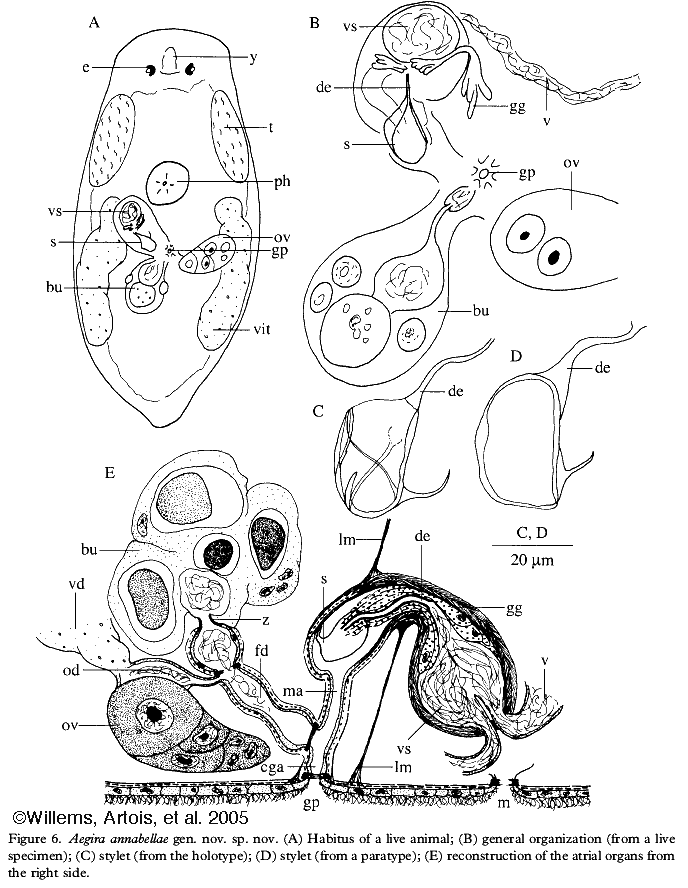 A
e
y
t
ph
vs
s
ov
gp
bu
vit
B
vs
de
gg
v
s
gp
ov
bu
C
de
D
de
C, D
20 µm
E
bu
vd
z
od
fd
ov
ma
cga
gp
lm
de
s
gg
v
vs
lm
m
©Willems, Artois, et al. 2005
Figure 6. Aegira annabellae gen. nov. sp. nov. (A) Habitus of a live animal; (B) general organization (from a live
specimen); (C) stylet (from the holotype); (D) stylet (from a paratype); (E) reconstruction of the atrial organs from
the right side.